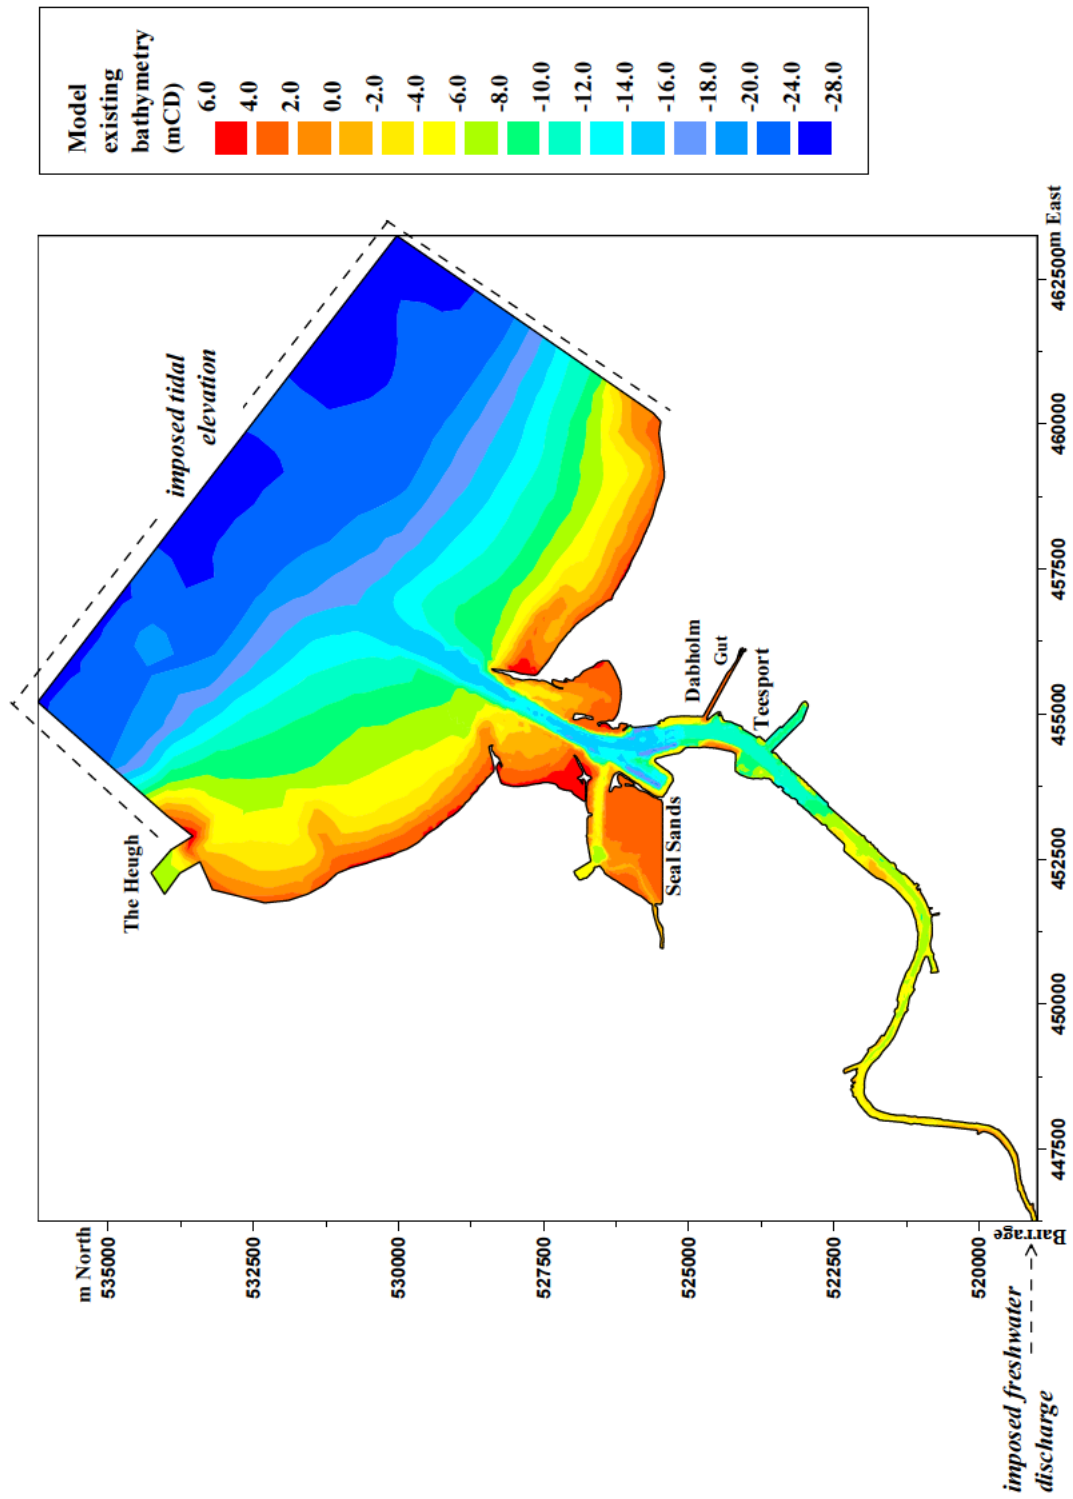 Model
existing
bathymetry
(mCD)
6.0
4.0
2.0
0.0
-2.0
-4.0
-6.0
-8.0
-10.0
-12.0
-14.0
-16.0
-18.0
-20.0
-24.0
-28.0
imposed tidal
elevation
The Heugh
Seal Sands
Dabholm
Gut
Teesport
m North
535000
532500
530000
527500
525000
522500
520000
Barrage
447500
450000
452500
455000
457500
460000
462500
m East
imposed freshwater
discharge